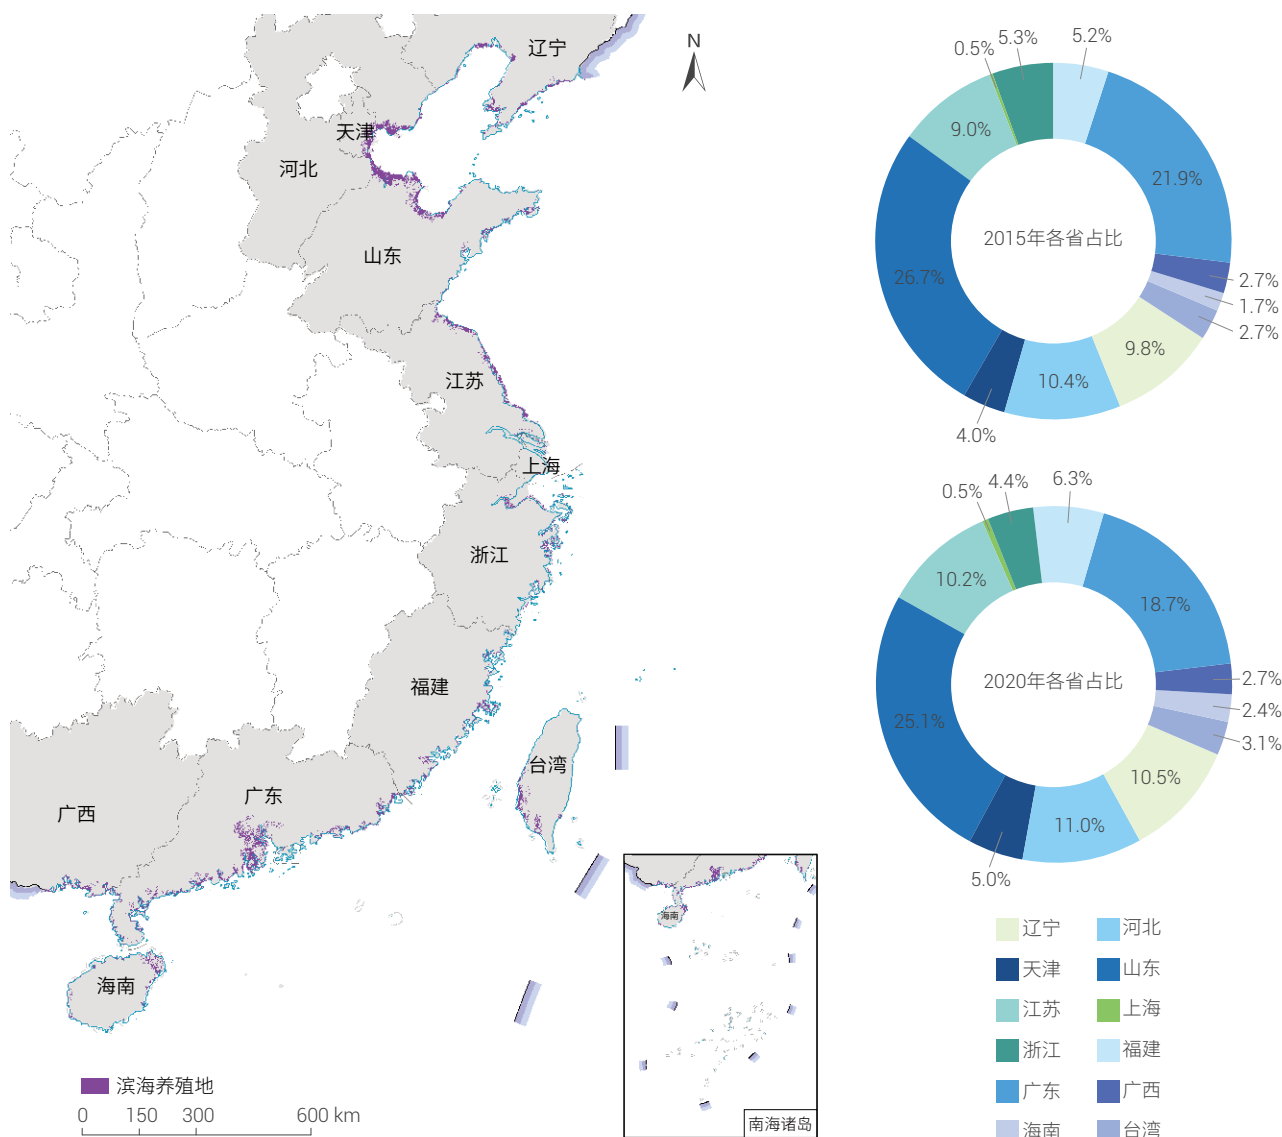 辽宁
N
天津
河北
山东
江苏
上海
浙江
福建
台湾
广东
广西
海南
海南
南海诸岛
滨海养殖地
0 150 300 600 km
0.5% 5.3% 5.2%
9.0%
21.9%
2015年各省占比
26.7%
2.7%
1.7%
2.7%
9.8%
10.4%
4.0%
0.5% 4.4% 6.3%
10.2%
18.7%
2020年各省占比
25.1%
2.7%
2.4%
3.1%
10.5%
11.0%
5.0%
辽宁 河北
天津 山东
江苏 上海
浙江 福建
广东 广西
海南 台湾